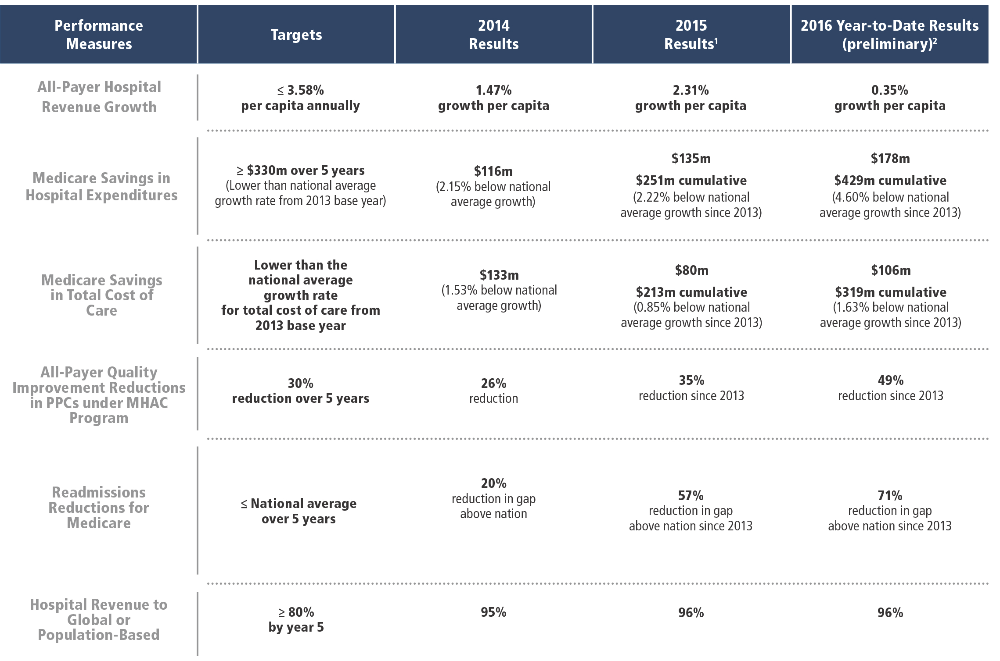 Performance
Measures
Targets
2014
Results
2015
Results¹
2016 Year-to-Date Results
(preliminary)²
All-Payer Hospital
Revenue Growth
≤ 3.58%
per capita annually
1.47%
growth per capita
2.31%
growth per capita
0.35%
growth per capita
Medicare Savings in
Hospital Expenditures
≥ $330m over 5 years
(Lower than national average
growth rate from 2013 base year)
$116m
(2.15% below national
average growth)
$135m
$251m cumulative
(2.22% below national
average growth since 2013)
$178m
$429m cumulative
(4.60% below national
average growth since 2013)
Medicare Savings
in Total Cost of
Care
Lower than the
national average
growth rate
for total cost of care from
2013 base year
$133m
(1.53% below national
average growth)
$80m
$213m cumulative
(0.85% below national
average growth since 2013)
$106m
$319m cumulative
(1.63% below national
average growth since 2013)
All-Payer Quality
Improvement Reductions
in PPCs under MHAC
Program
30%
reduction over 5 years
26%
reduction
35%
reduction since 2013
49%
reduction since 2013
Readmissions
Reductions for
Medicare
≤ National average
over 5 years
20%
reduction in gap
above nation
57%
reduction in gap
above nation since 2013
71%
reduction in gap
above nation since 2013
Hospital Revenue to
Global or
Population-Based
≥ 80%
by year 5
95%
96%
96%